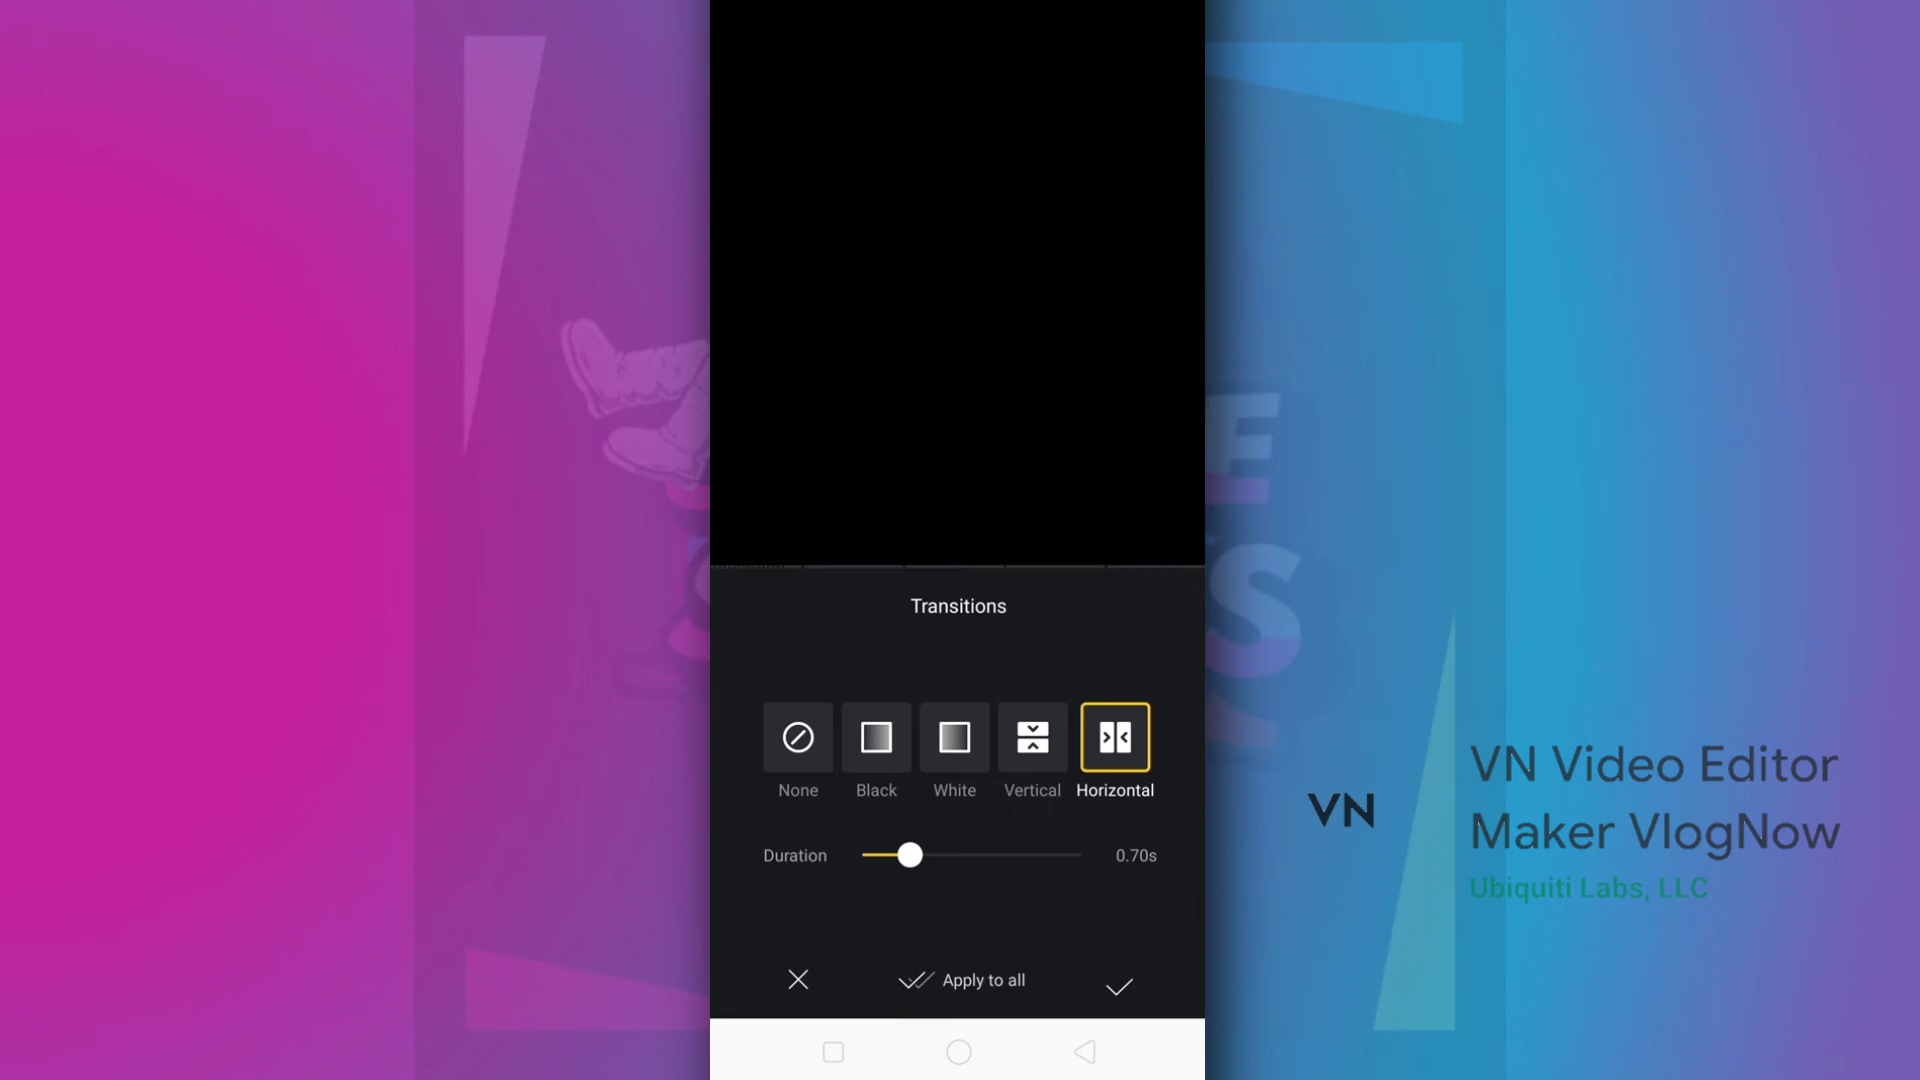 Transitions
None
Black
White
Vertical
Horizontal
Duration
0.70s
Apply to all
VN
VN Video Editor
Maker VlogNow
Ubiquiti Labs, LLC